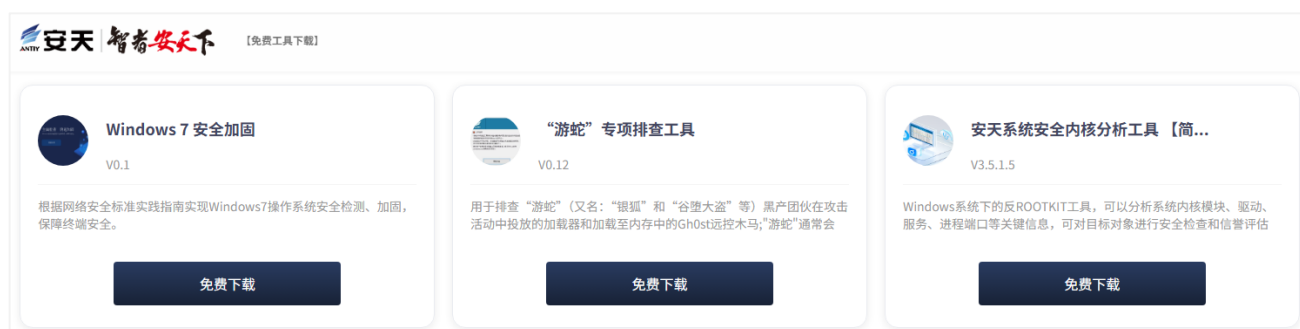 ANTIY 安天 智者安天下 【免费工具下载】
Windows 7 安全加固
V0.1
根据网络安全标准实践指南实现Windows7操作系统安全检测、加固，
保障终端安全。
免费下载
“游蛇”专项排查工具
V0.12
用于排查“游蛇”（又名：“银狐”和“谷堕大盗”等）黑产团伙在攻击
活动中投放的加载器和加载至内存中的Gh0st远控木马;"游蛇"通常会
免费下载
安天系统安全内核分析工具 【简...
V3.5.1.5
Windows系统下的反ROOTKIT工具，可以分析系统内核模块、驱动、
服务、进程端口等关键信息，可对目标对象进行安全检查和信誉评估
免费下载